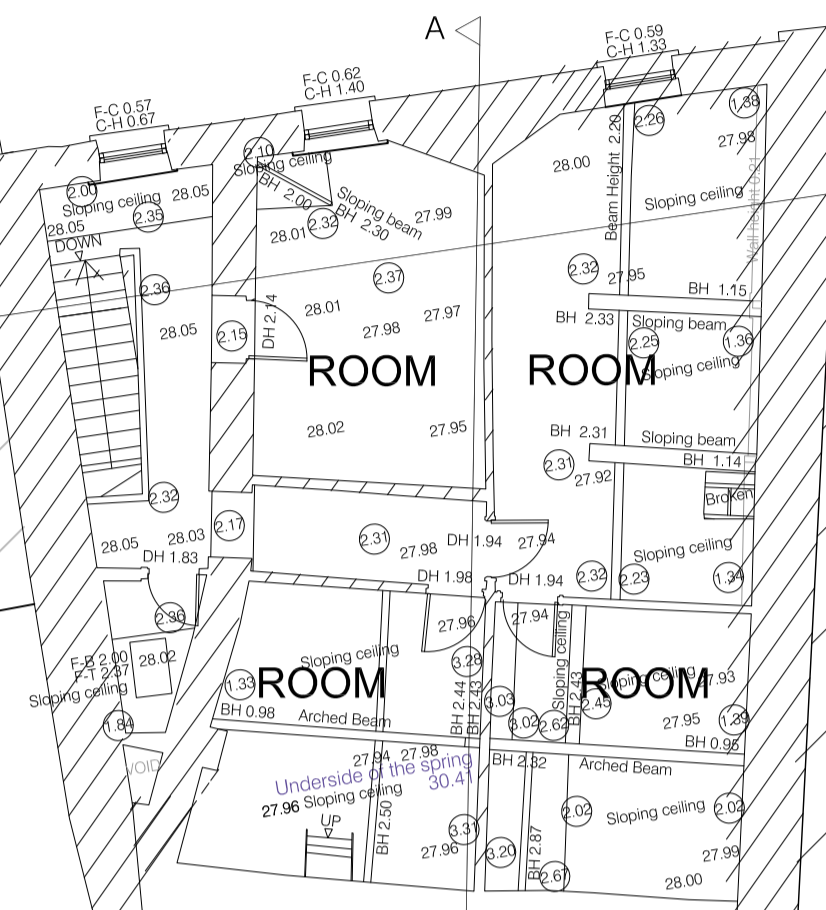 A
F-C 0.59
C-H 1.33
F-C 0.62
C-H 1.40
F-C 0.57
C-H 0.67
1.38
2.26
27.98
2.10
Sloping ceiling
28.00
Beam Height 2.20
2.00
Sloping ceiling
28.05
BH 2.00
Sloping beam
BH 2.30
27.99
Sloping ceiling
2.35
28.05
DOWN
28.01
2.32
2.36
2.37
2.32
27.95
BH 1.15
28.05
2.15
DH 2.14
28.01
27.98
27.97
BH 2.33
Sloping beam
2.25
1.36
Sloping ceiling
ROOM
ROOM
28.02
27.95
BH 2.31
Sloping beam
BH 1.14
2.31
27.92
Broken
2.32
2.17
28.05
28.03
DH 1.83
2.31
27.98
DH 1.94
27.94
Sloping ceiling
DH 1.98
DH 1.94
2.32
2.23
1.34
2.36
27.96
27.94
F-B 2.00
F-T 2.37
28.02
Sloping ceiling
1.84
Sloping ceiling
3.28
Sloping ceiling
Sloping ceiling
27.93
1.33
ROOM
ROOM
BH 2.44
BH 2.43
3.03
3.02
2.62
BH 2.43
2.45
27.95
1.39
BH 0.98
Arched Beam
BH 0.95
27.94
27.98
BH 2.32
Arched Beam
VOID
Underside of the spring
30.41
27.96 Sloping ceiling
UP
BH 2.50
3.31
27.96
3.20
BH 2.87
2.67
2.02
Sloping ceiling
2.02
27.99
28.00